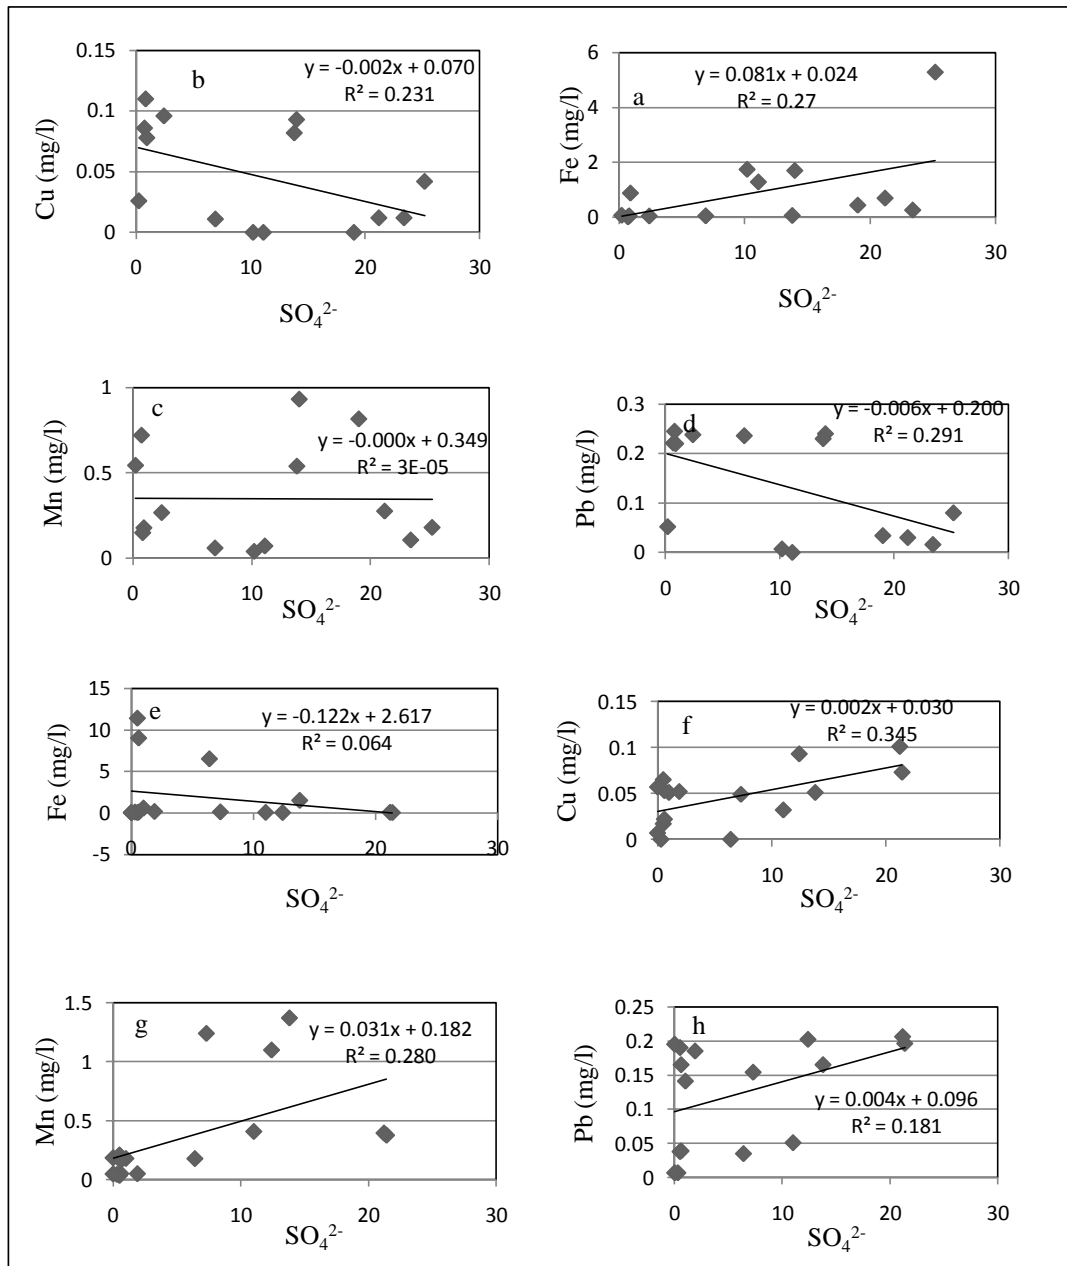 b
y = -0.002x + 0.070
R² = 0.231
Cu (mg/l)
0.15
0.1
0.05
0
0 10 20 30
SO₄²⁻
a
y = 0.081x + 0.024
R² = 0.27
Fe (mg/l)
6
4
2
0
0 10 20 30
SO₄²⁻
c
y = -0.000x + 0.349
R² = 3E-05
Mn (mg/l)
1
0.5
0
0 10 20 30
SO₄²⁻
d
y = -0.006x + 0.200
R² = 0.291
Pb (mg/l)
0.3
0.2
0.1
0
0 10 20 30
SO₄²⁻
e
y = -0.122x + 2.617
R² = 0.064
Fe (mg/l)
15
10
5
0
-5
0 10 20 30
SO₄²⁻
f
y = 0.002x + 0.030
R² = 0.345
Cu (mg/l)
0.15
0.1
0.05
0
0 10 20 30
SO₄²⁻
g
y = 0.031x + 0.182
R² = 0.280
Mn (mg/l)
1.5
1
0.5
0
0 10 20 30
SO₄²⁻
h
y = 0.004x + 0.096
R² = 0.181
Pb (mg/l)
0.25
0.2
0.15
0.1
0.05
0
0 10 20 30
SO₄²⁻